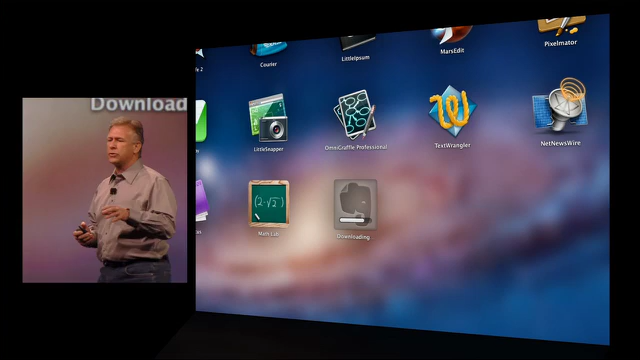 Download
Courier
LittleIpsum
MarsEdit
Pixelmator
LittleSnapper
OmniGraffle Professional
TextWrangler
NetNewsWire
Math Lab
Downloading